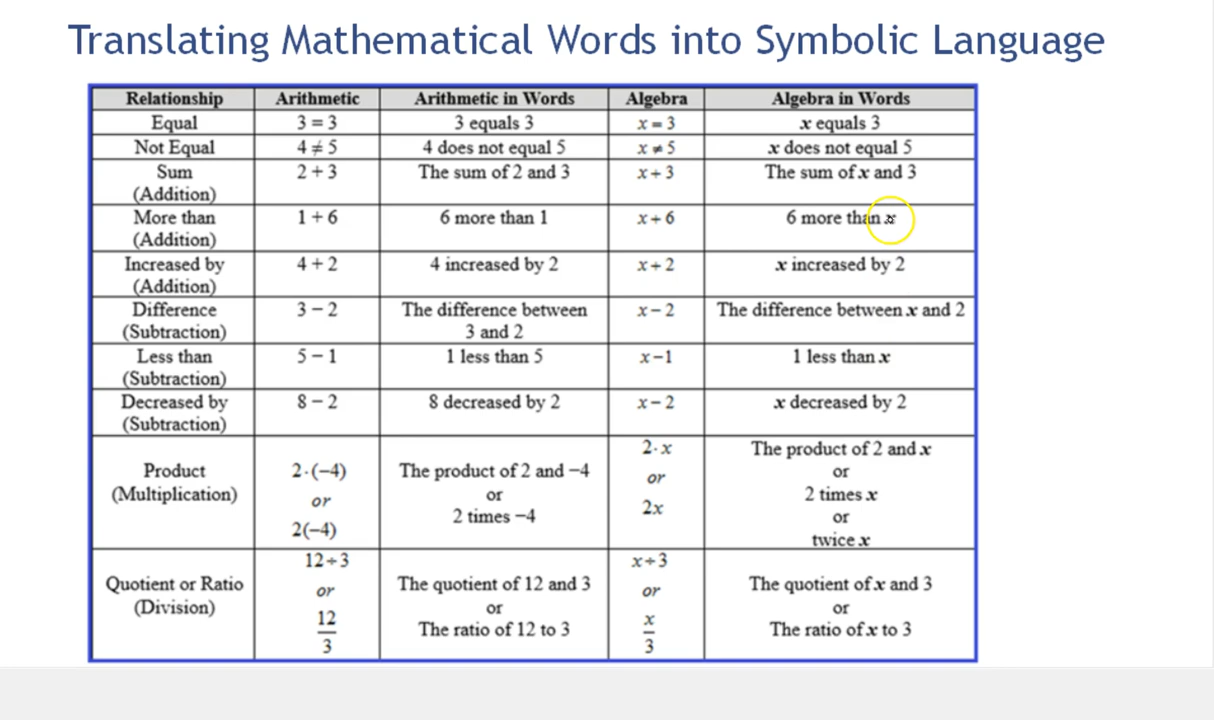 Translating Mathematical Words into Symbolic Language
Relationship Arithmetic Arithmetic in Words Algebra Algebra in Words
Equal 3 = 3 3 equals 3 x = 3 x equals 3
Not Equal 4 ≠ 5 4 does not equal 5 x ≠ 5 x does not equal 5
Sum 2 + 3 The sum of 2 and 3 x + 3 The sum of x and 3
(Addition)
More than 1 + 6 6 more than 1 x + 6 6 more than x
(Addition)
Increased by 4 + 2 4 increased by 2 x + 2 x increased by 2
(Addition)
Difference 3 − 2 The difference between x − 2 The difference between x and 2
(Subtraction) 3 and 2
Less than 5 − 1 1 less than 5 x − 1 1 less than x
(Subtraction)
Decreased by 8 − 2 8 decreased by 2 x − 2 x decreased by 2
(Subtraction)
Product
(Multiplication)
2 · (−4)
or
2(−4)
The product of 2 and −4
or
2 times −4
2 · x
or
2x
The product of 2 and x
or
2 times x
or
twice x
Quotient or Ratio
(Division)
12 ÷ 3
or
12
3
The quotient of 12 and 3
or
The ratio of 12 to 3
x ÷ 3
or
x
3
The quotient of x and 3
or
The ratio of x to 3